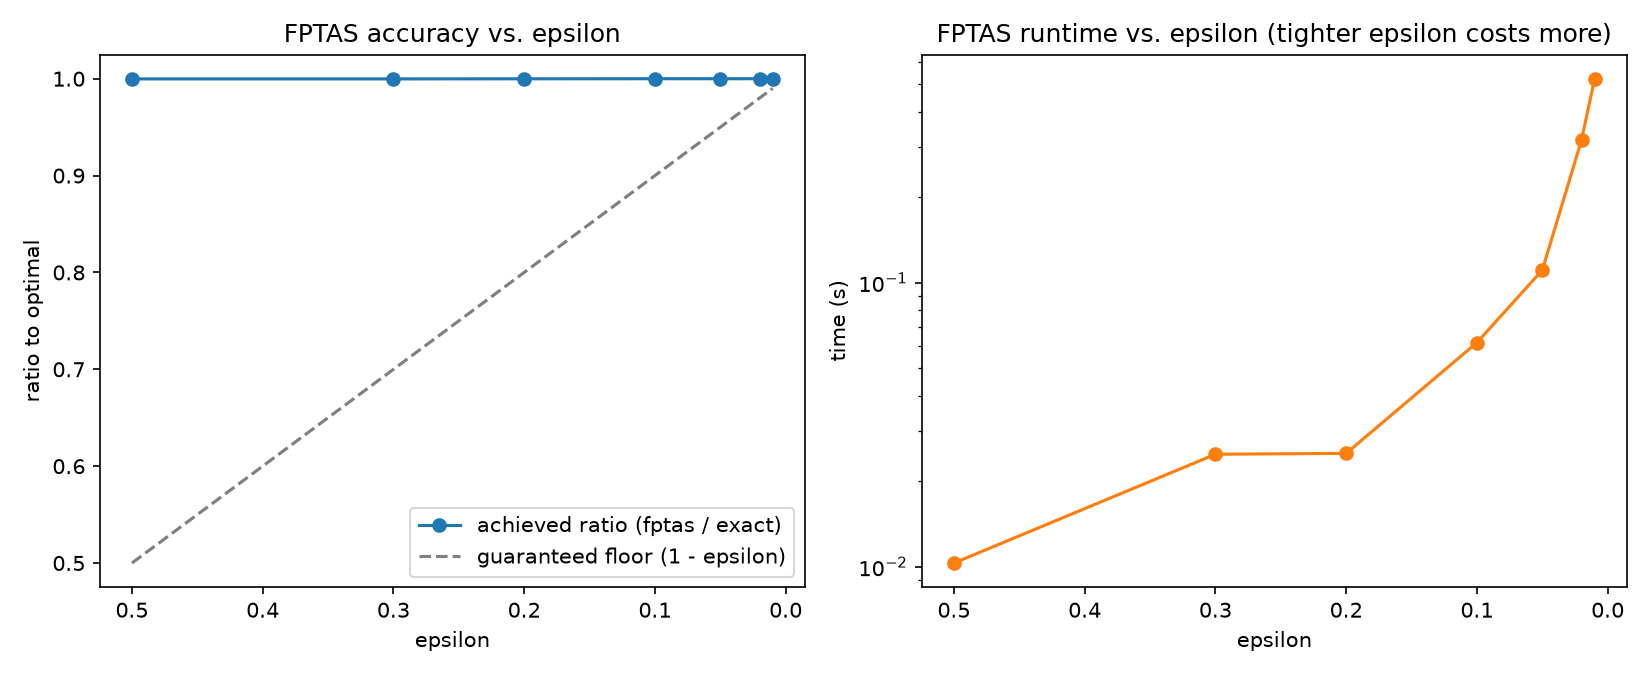 FPTAS accuracy vs. epsilon
ratio to optimal
1.0
0.9
0.8
0.7
0.6
0.5
achieved ratio (fptas / exact)
guaranteed floor (1 - epsilon)
0.5 0.4 0.3 0.2 0.1 0.0
epsilon
FPTAS runtime vs. epsilon (tighter epsilon costs more)
time (s)
10⁻¹
10⁻²
0.5 0.4 0.3 0.2 0.1 0.0
epsilon